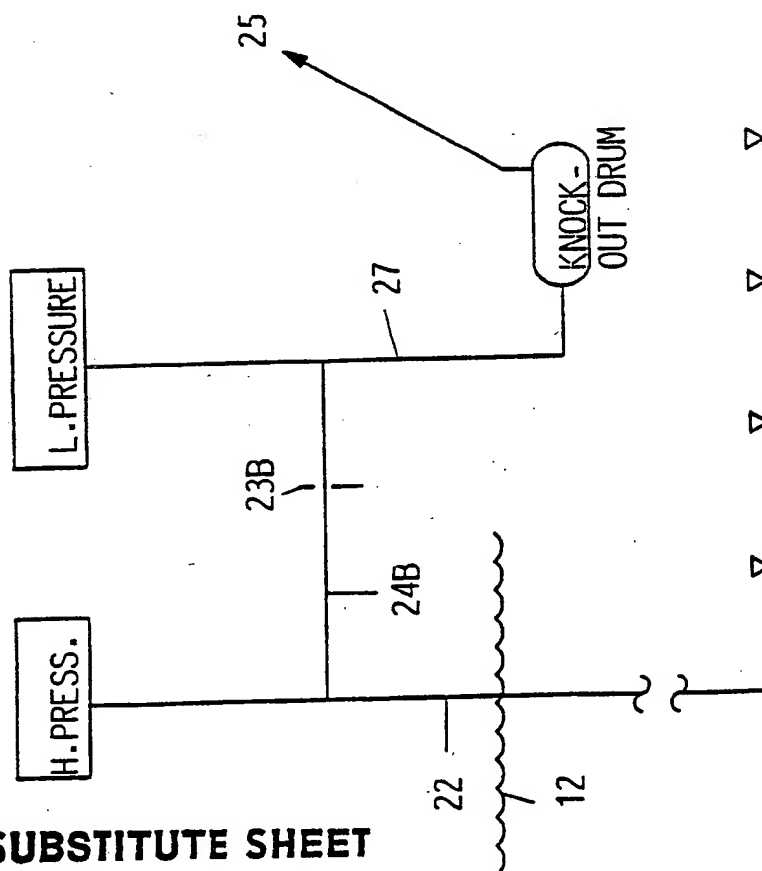 25
L.PRESSURE
KNOCK-
OUT DRUM
27
23B
24B
H.PRESS.
22
12
SUBSTITUTE SHEET